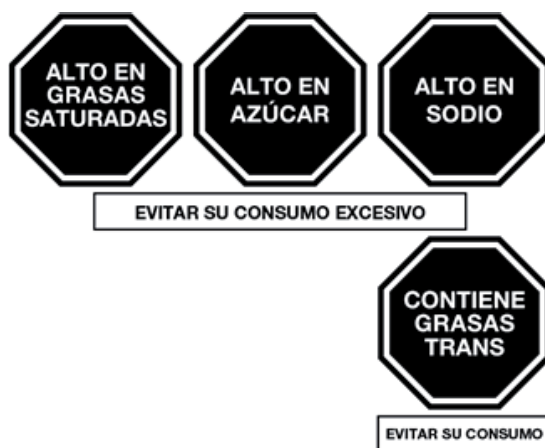 ALTO EN
GRASAS
SATURADAS
ALTO EN
AZÚCAR
ALTO EN
SODIO
EVITAR SU CONSUMO EXCESIVO
CONTIENE
GRASAS
TRANS
EVITAR SU CONSUMO